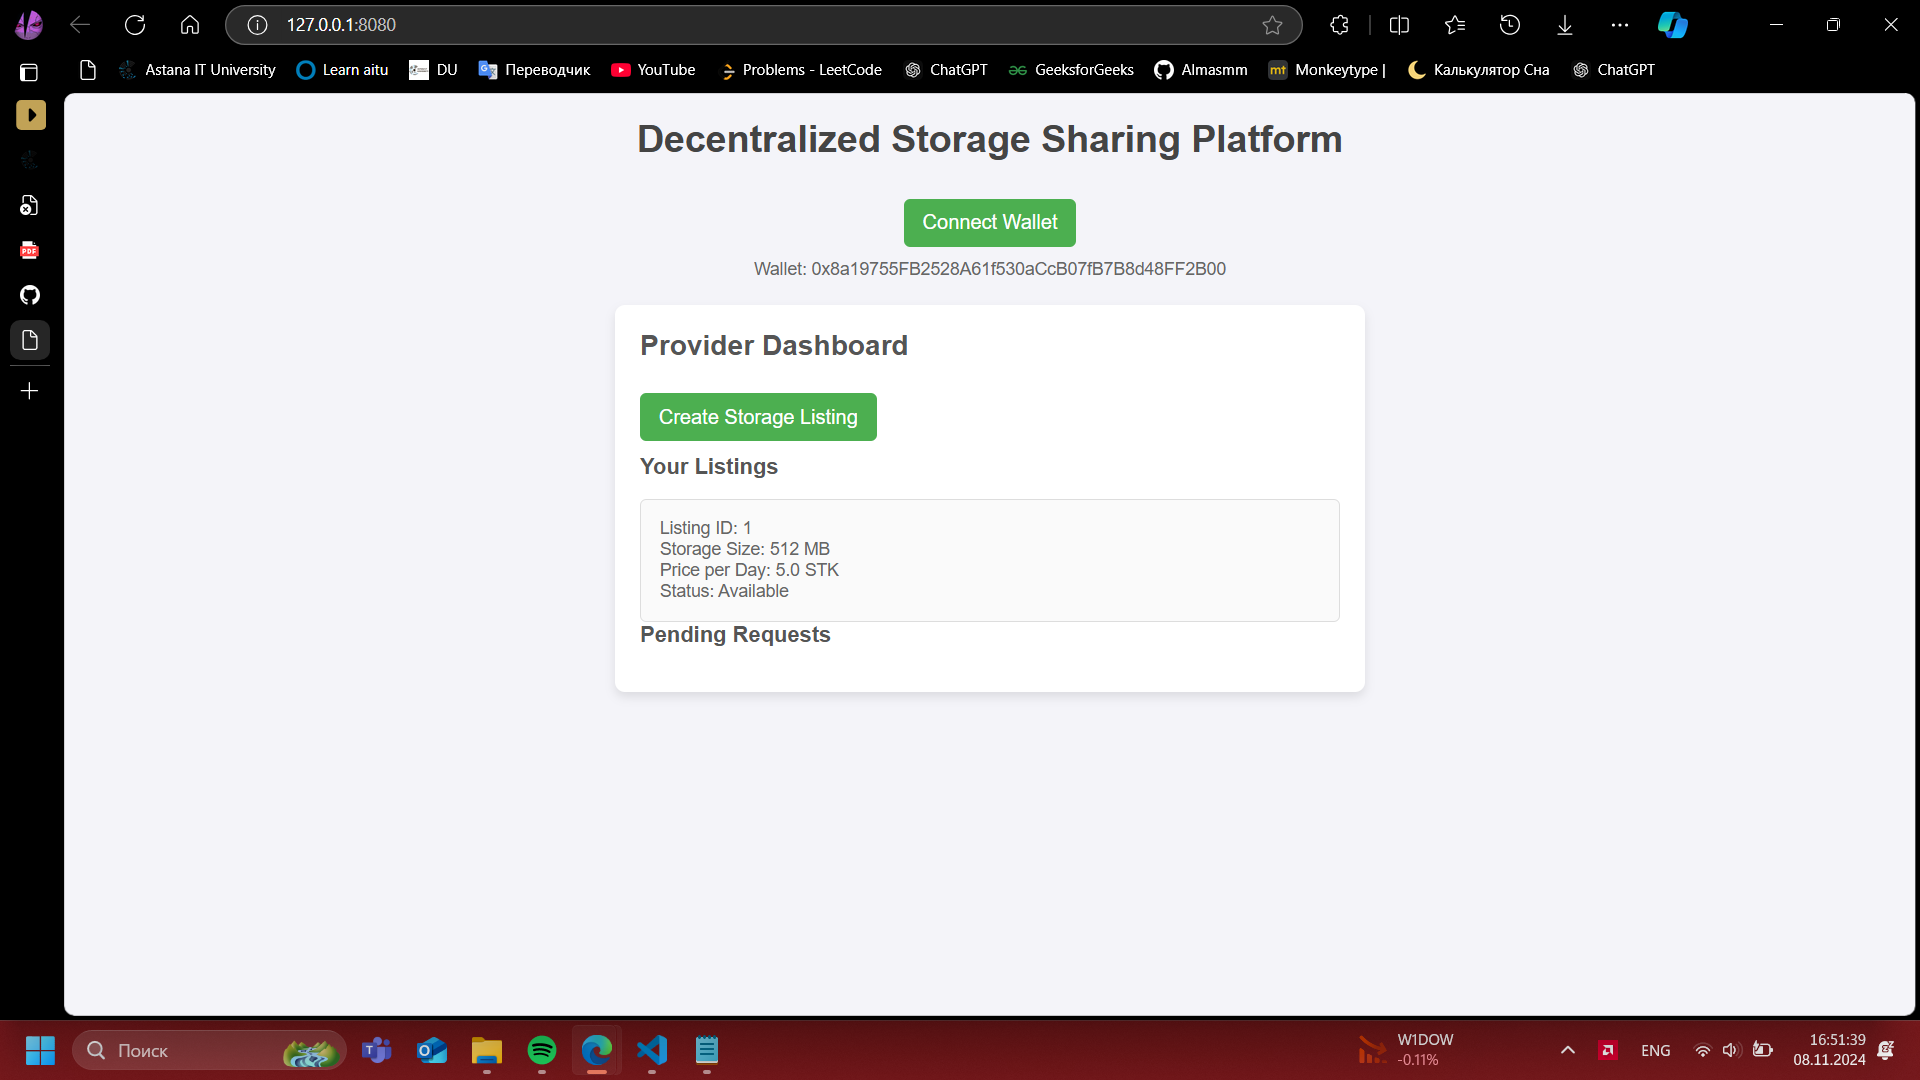 127.0.0.1:8080
Astana IT University
Learn aitu
DU
Переводчик
YouTube
Problems - LeetCode
ChatGPT
GeeksforGeeks
Almasmm
mt
Monkeytype |
Калькулятор Сна
ChatGPT
PDF
Decentralized Storage Sharing Platform
Connect Wallet
Wallet: 0x8a19755FB2528A61f530aCcB07fB7B8d48FF2B00
Provider Dashboard
Create Storage Listing
Your Listings
Listing ID: 1
Storage Size: 512 MB
Price per Day: 5.0 STK
Status: Available
Pending Requests
Поиск
W1DOW
-0.11%
ENG
16:51:39
08.11.2024